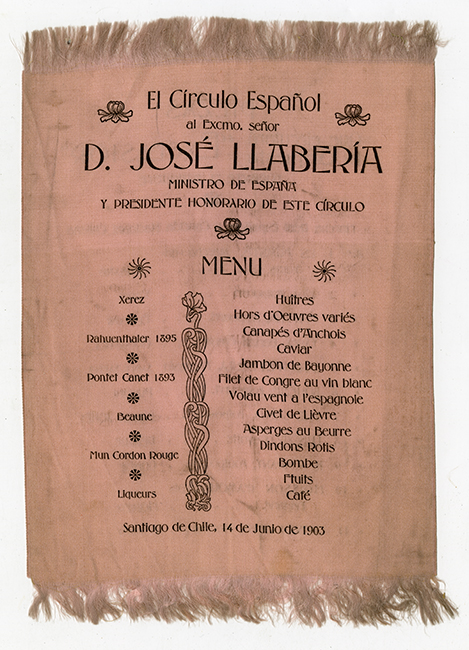 El Círculo Español
al Excmo. señor
D. JOSÉ LLABERÍA
MINISTRO DE ESPAÑA
Y PRESIDENTE HONORARIO DE ESTE CÍRCULO
MENU
Xerez
Rahuenthaler 1895
Pontet Canet 1893
Beaune
Mun Cordon Rouge
Liqueurs
Huîtres
Hors d'Oeuvres variés
Canapés d'Anchois
Caviar
Jambon de Bayonne
Filet de Congre au vin blanc
Volau vent a l'espagnole
Civet de Lièvre
Asperges au Beurre
Dindons Rotis
Bombe
Ftuits
Café
Santiago de Chile, 14 de Junio de 1903